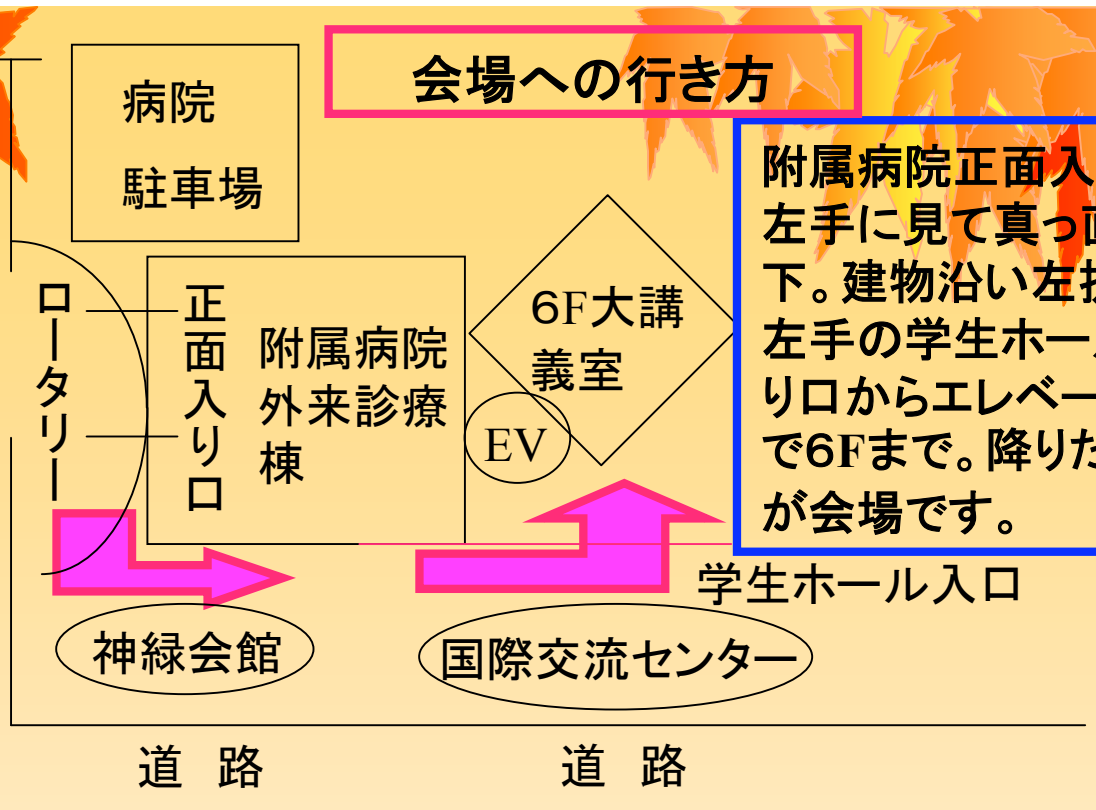 会場への行き方
病院
駐車場
附属病院正面入
左手に見て真っ
下。建物沿い左
左手の学生ホー
り口からエレベー
で6Fまで。降りた
が会場です。
ロータリー
正面入り口
附属病院
外来診療
棟
6F大講
義室
EV
学生ホール入口
神緑会館
国際交流センター
道 路
道 路